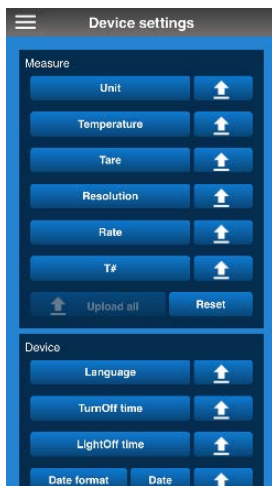 Device settings
Measure
Unit
Temperature
Tare
Resolution
Rate
T#
Upload all Reset
Device
Language
TurnOff time
LightOff time
Date format Date